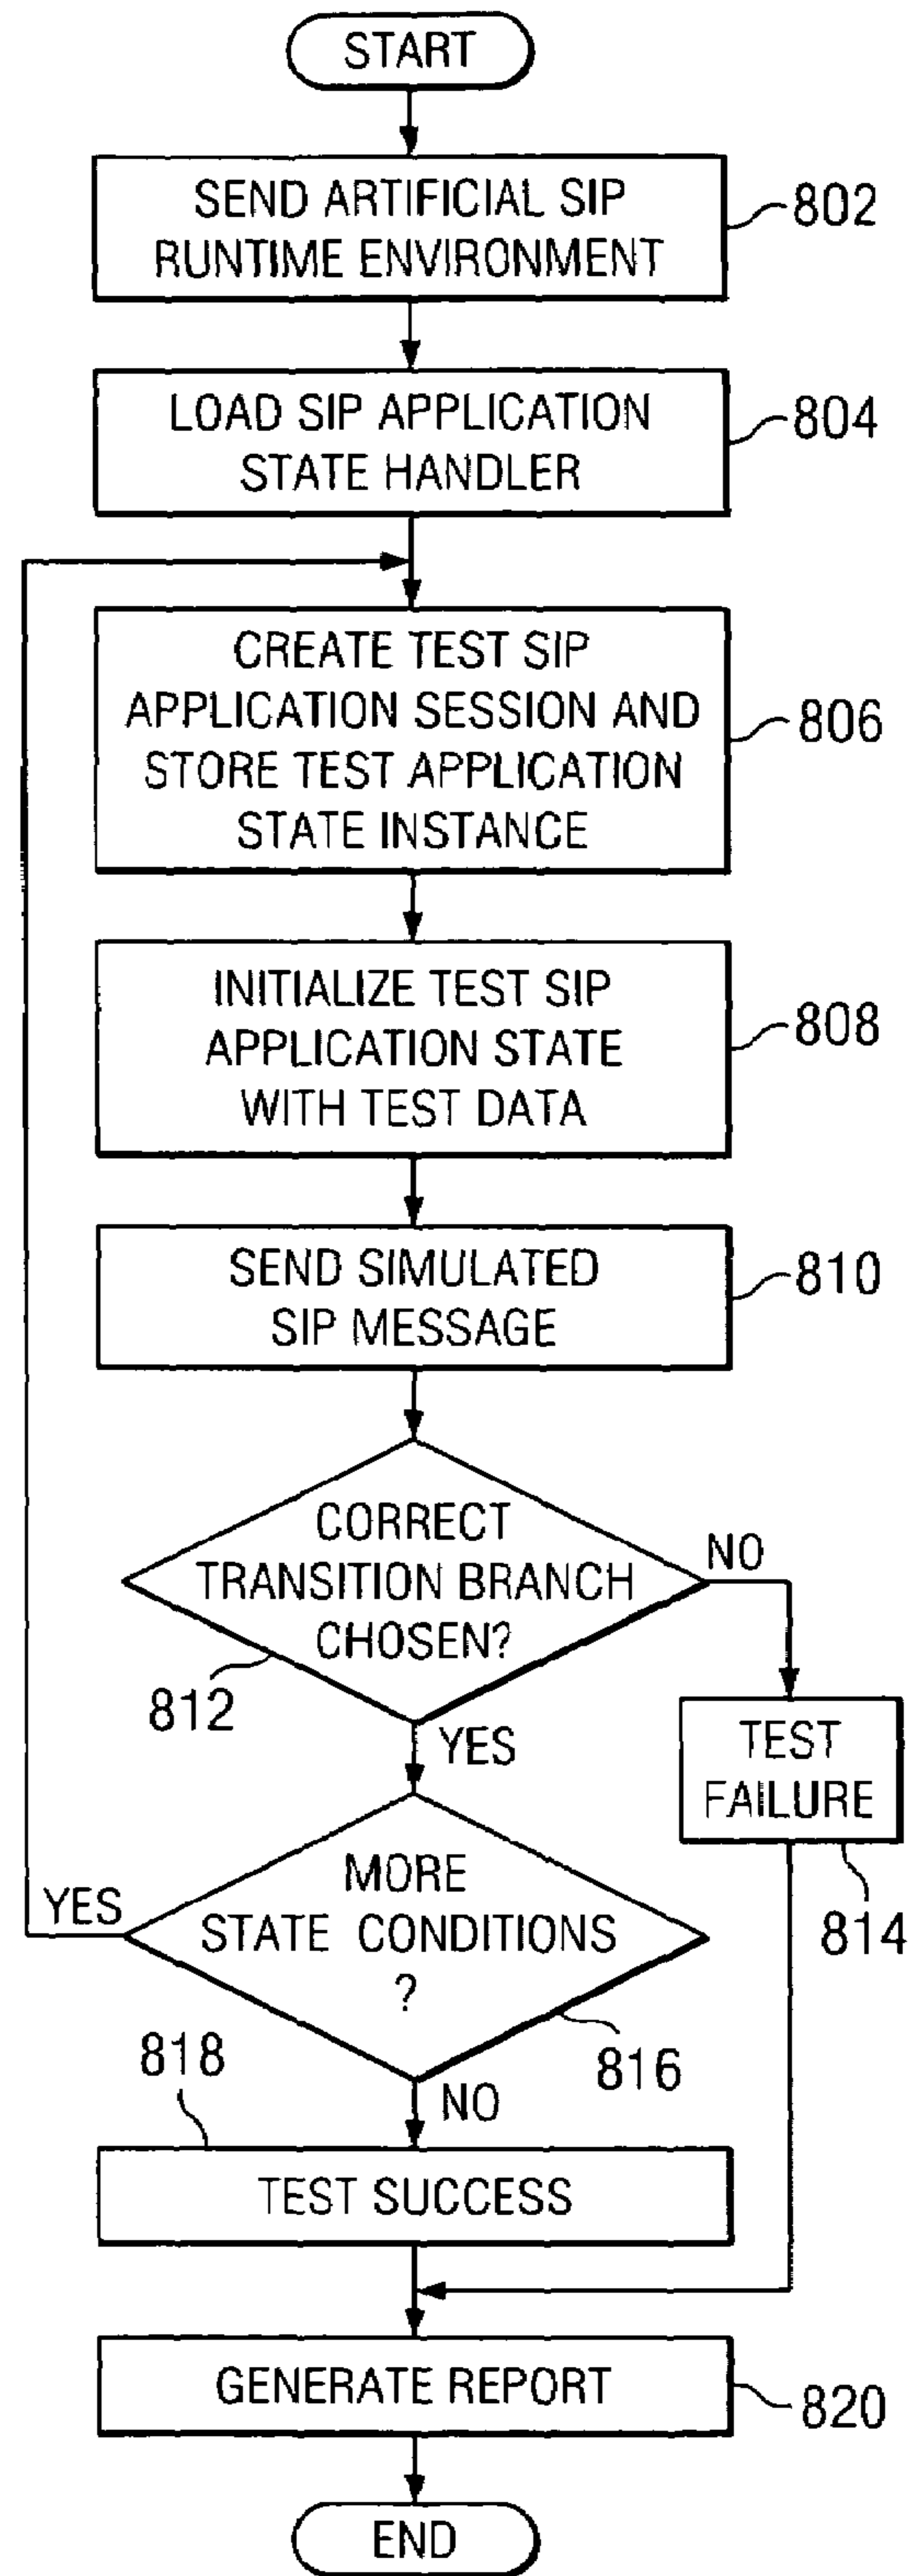 START
SEND ARTIFICIAL SIP
RUNTIME ENVIRONMENT
802
LOAD SIP APPLICATION
STATE HANDLER
804
CREATE TEST SIP
APPLICATION SESSION AND
STORE TEST APPLICATION
STATE INSTANCE
806
INITIALIZE TEST SIP
APPLICATION STATE
WITH TEST DATA
808
SEND SIMULATED
SIP MESSAGE
810
CORRECT
TRANSITION BRANCH
CHOSEN?
812
NO
YES
TEST
FAILURE
814
MORE
STATE CONDITIONS
?
YES
816
NO
818
TEST SUCCESS
GENERATE REPORT
820
END